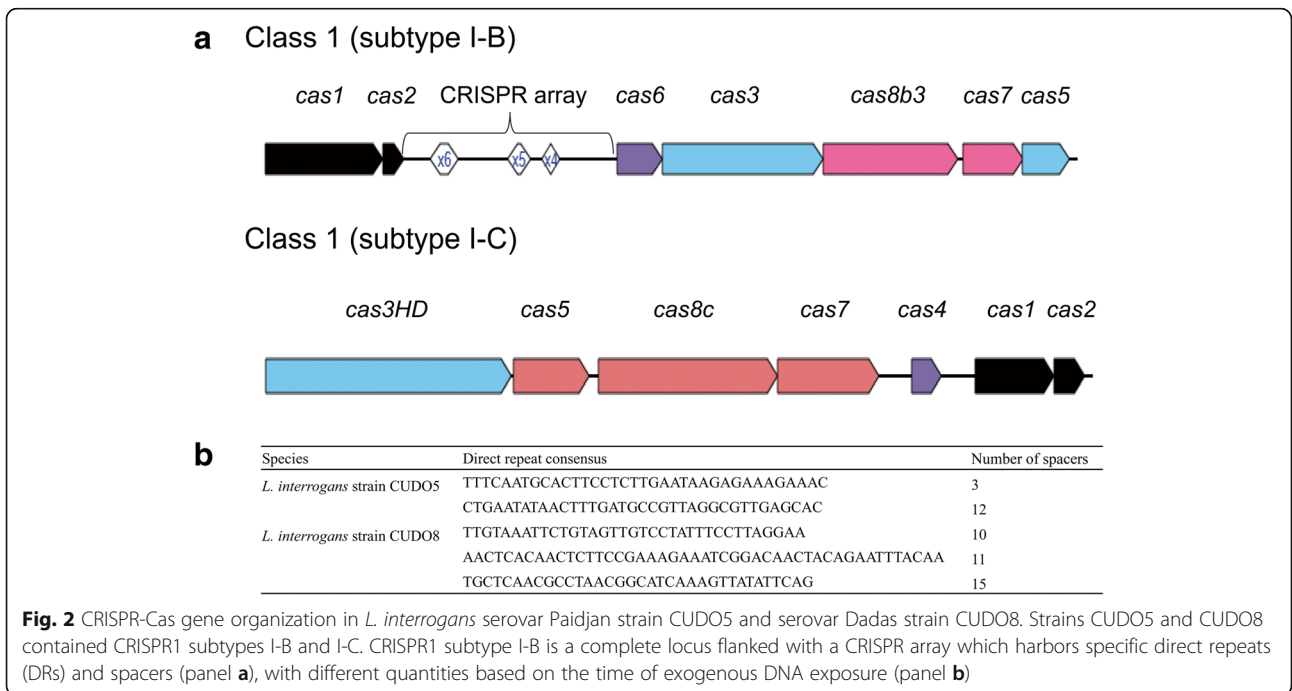 a Class 1 (subtype I-B)
cas1 cas2 CRISPR array cas6 cas3 cas8b3 cas7 cas5
x6 x5 x4
Class 1 (subtype I-C)
cas3HD cas5 cas8c cas7 cas4 cas1 cas2
b
Species Direct repeat consensus Number of spacers
L. interrogans strain CUDO5 TTTCAATGCACTTCCTCTTGAATAAGAGAAAGAAAC 3
CTGAATATAACTTTGATGCCGTTAGGCGTTGAGCAC 12
L. interrogans strain CUDO8 TTGTAAATTCTGTAGTTGTCCTATTTCCTTAGGAA 10
AACTCACAACTCTTCCGAAAGAAATCGGACAACTACAGAATTTACAA 11
TGCTCAACGCCTAACGGCATCAAAGTTATATTCAG 15
Fig. 2 CRISPR-Cas gene organization in L. interrogans serovar Paidjan strain CUDO5 and serovar Dadas strain CUDO8. Strains CUDO5 and CUDO8
contained CRISPR1 subtypes I-B and I-C. CRISPR1 subtype I-B is a complete locus flanked with a CRISPR array which harbors specific direct repeats
(DRs) and spacers (panel a), with different quantities based on the time of exogenous DNA exposure (panel b)